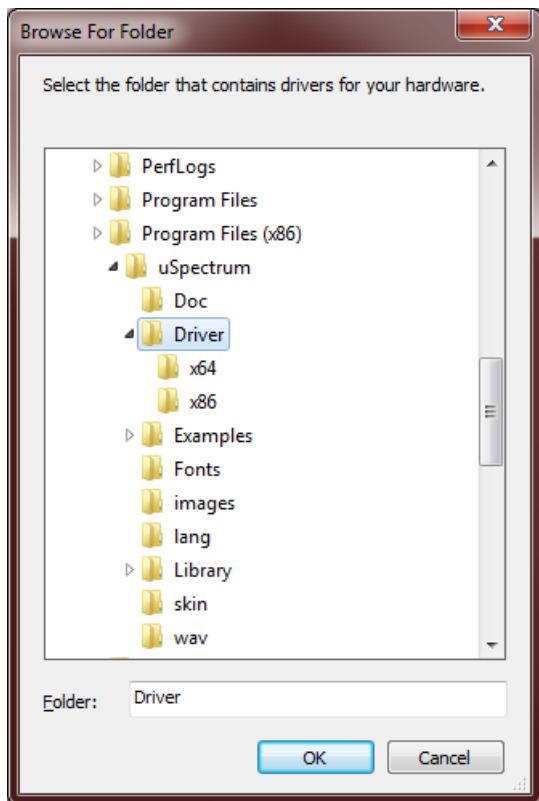 Browse For Folder
Select the folder that contains drivers for your hardware.
PerfLogs
Program Files
Program Files (x86)
uSpectrum
Doc
Driver
x64
x86
Examples
Fonts
images
lang
Library
skin
wav
Folder: Driver
OK Cancel